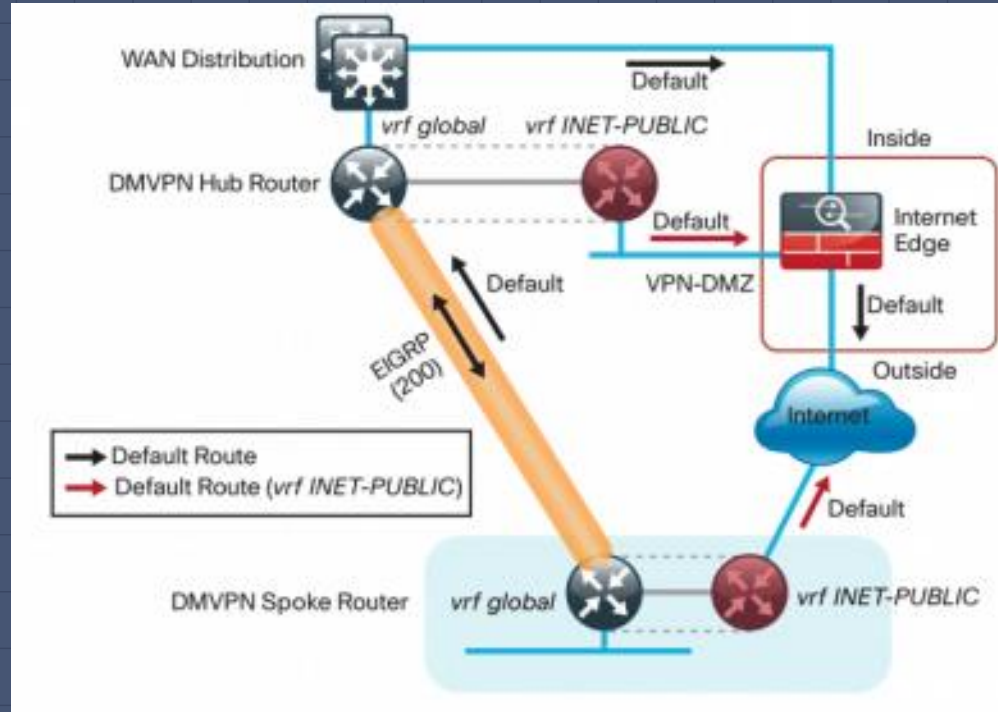 WAN Distribution
Default
vrf global
vrf INET-PUBLIC
Inside
DMVPN Hub Router
Default
Internet
Edge
Default
VPN-DMZ
Default
EIGRP
(200)
Outside
Internet
Default Route
Default Route (vrf INET-PUBLIC)
Default
DMVPN Spoke Router
vrf global
vrf INET-PUBLIC